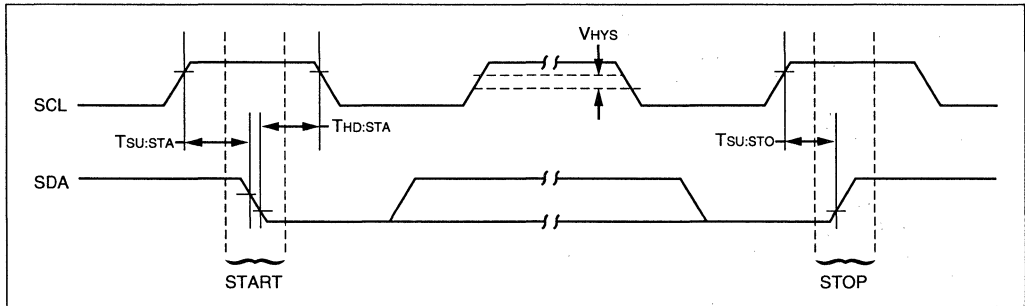 VHYS
SCL
TSU:STA
THD:STA
TSU:STO
SDA
START
STOP